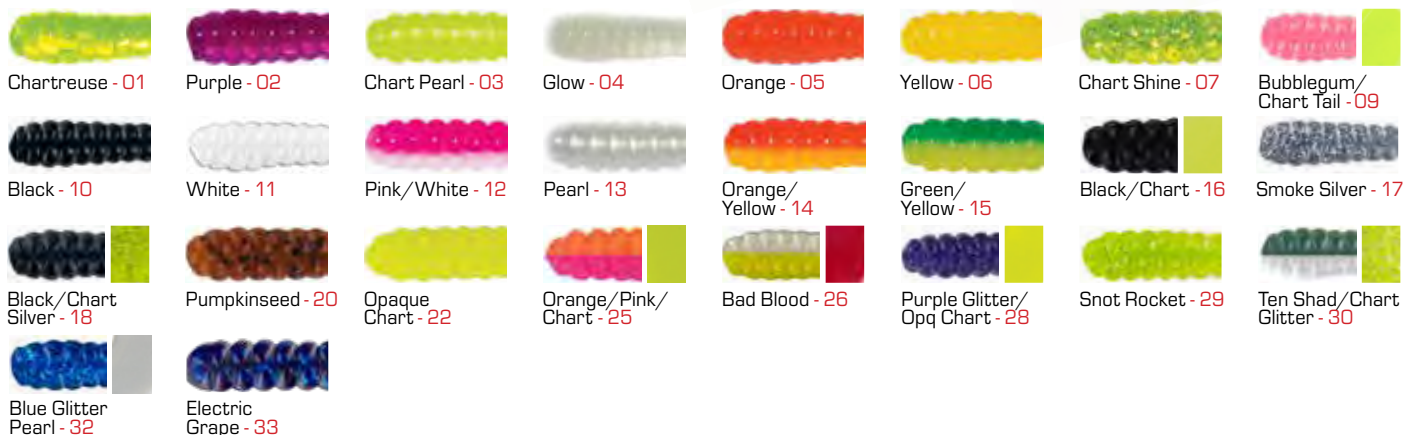 Chartreuse - 01
Purple - 02
Chart Pearl - 03
Glow - 04
Orange - 05
Yellow - 06
Chart Shine - 07
Bubblegum/
Chart Tail - 09
Black - 10
White - 11
Pink/White - 12
Pearl - 13
Orange/
Yellow - 14
Green/
Yellow - 15
Black/Chart - 16
Smoke Silver - 17
Black/Chart
Silver - 18
Pumpkinseed - 20
Opaque
Chart - 22
Orange/Pink/
Chart - 25
Bad Blood - 26
Purple Glitter/
Opq Chart - 28
Snot Rocket - 29
Ten Shad/Chart
Glitter - 30
Blue Glitter
Pearl - 32
Electric
Grape - 33